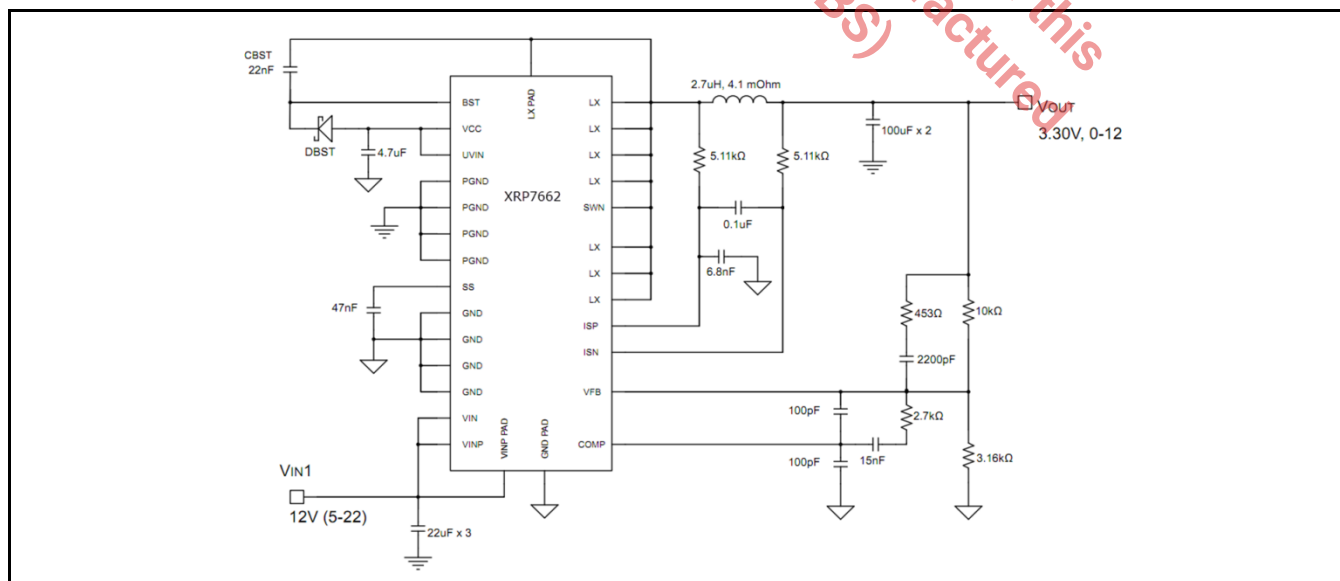 this
actured
BS)
CBST
22nF
DBST
4.7uF
47nF
VIN1
12V (5-22)
22uF x 3
BST
VCC
UVIN
PGND
PGND
PGND
PGND
SS
GND
GND
GND
GND
VIN
VINP
LX PAD
XRP7662
VINP PAD
GND PAD
LX
LX
LX
LX
SWN
LX
LX
LX
ISP
ISN
VFB
COMP
2.7uH, 4.1 mOhm
5.11kΩ
5.11kΩ
0.1uF
6.8nF
100uF x 2
VOUT
3.30V, 0-12
453Ω
10kΩ
2200pF
100pF
2.7kΩ
100pF
15nF
3.16kΩ